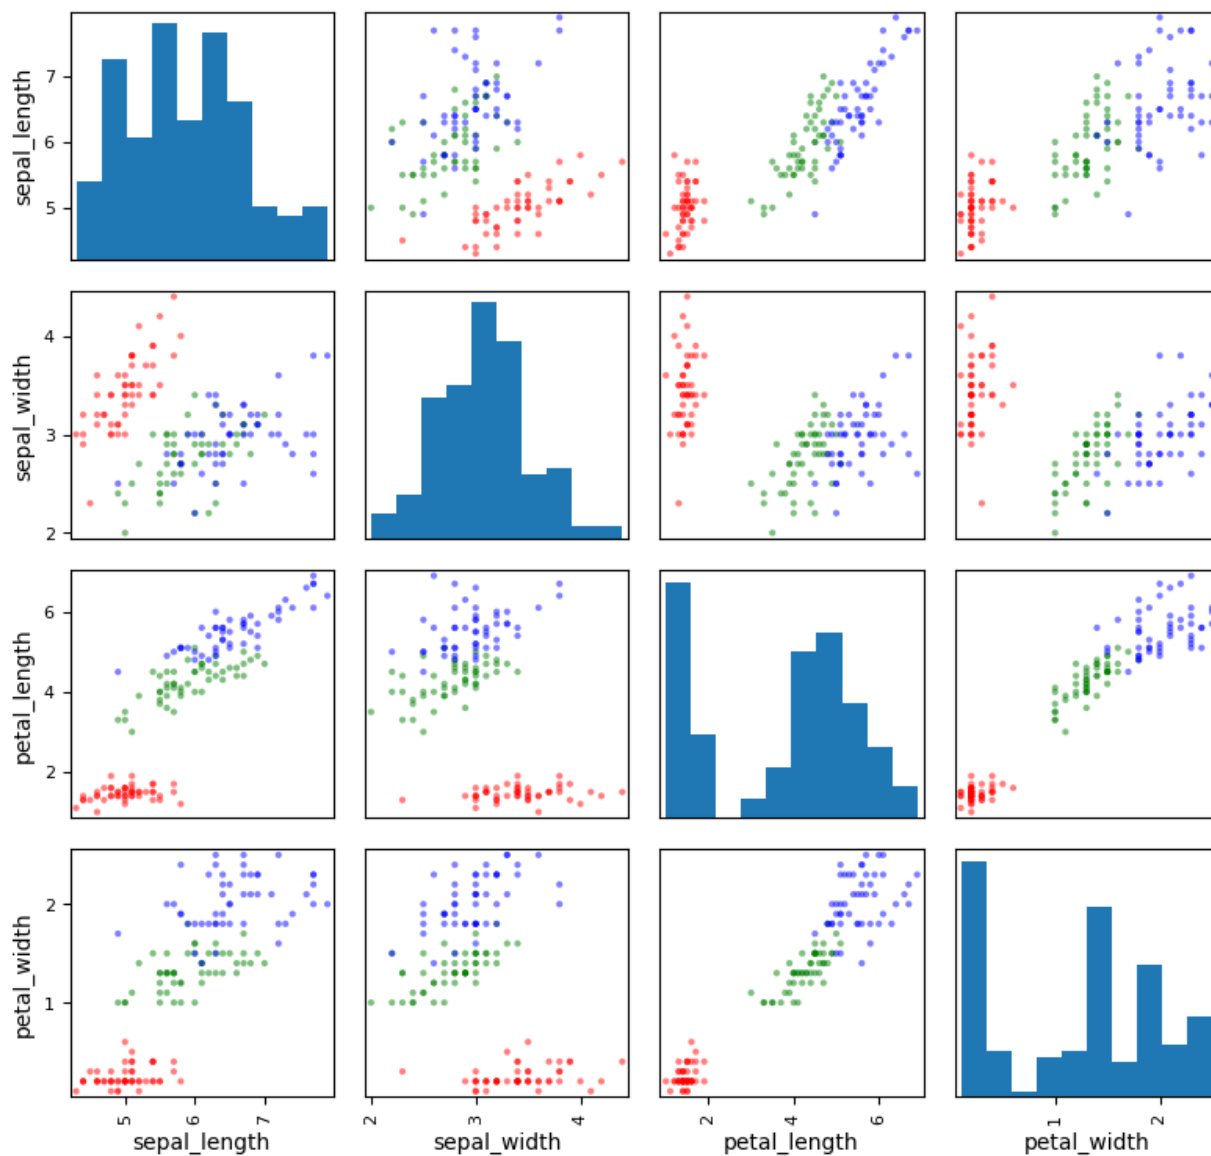 sepal_length
7
6
5
sepal_width
4
3
2
petal_length
6
4
2
petal_width
2
1
5 6 7 2 3 4 2 4 6 1 2
sepal_length sepal_width petal_length petal_width